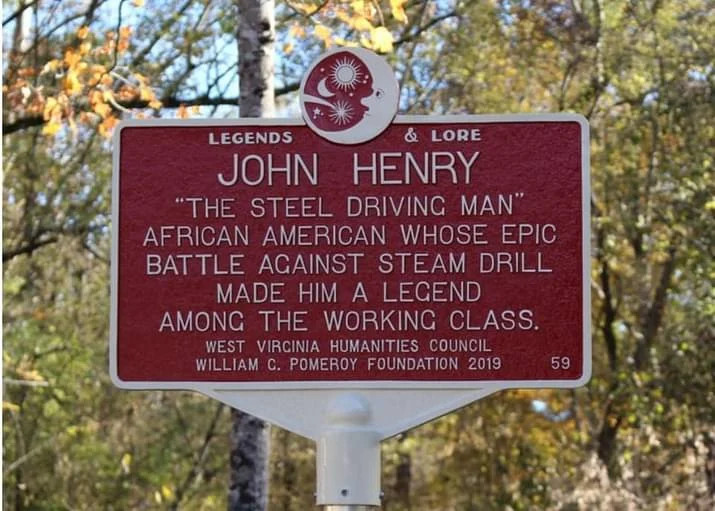 LEGENDS & LORE
JOHN HENRY
"THE STEEL DRIVING MAN"
AFRICAN AMERICAN WHOSE EPIC
BATTLE AGAINST STEAM DRILL
MADE HIM A LEGEND
AMONG THE WORKING CLASS.
WEST VIRGINIA HUMANITIES COUNCIL
WILLIAM C. POMEROY FOUNDATION 2019 59